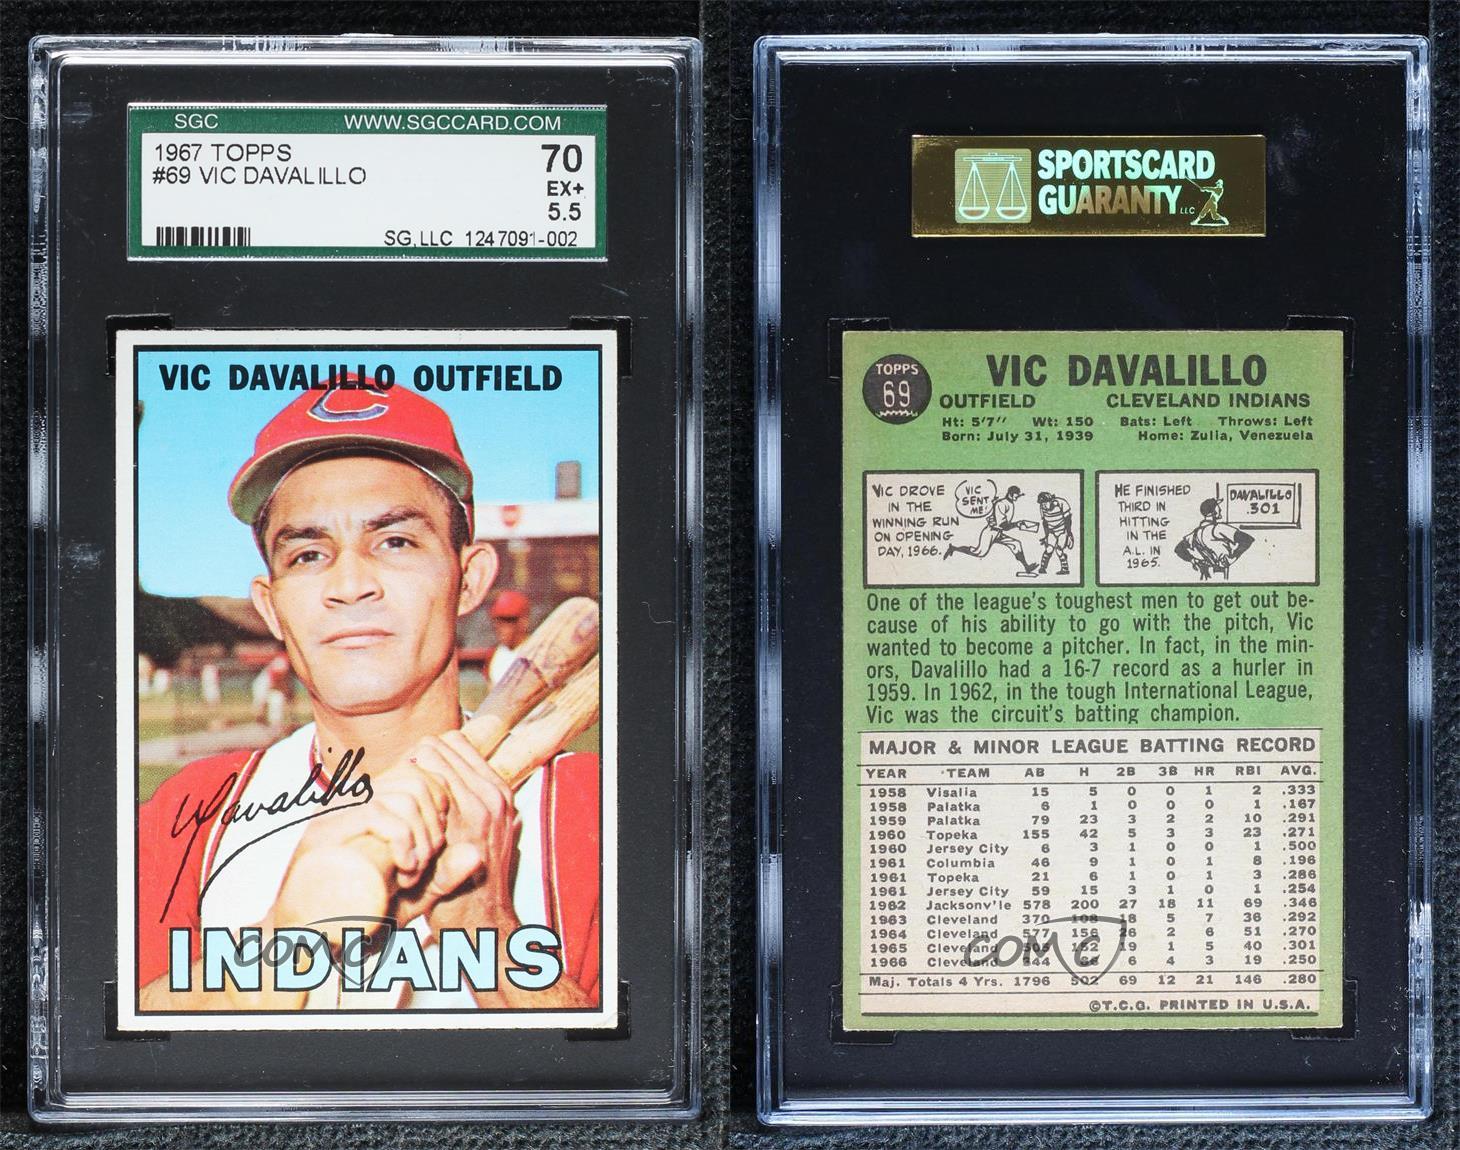 SGC WWW.SGCCARD.COM
1967 TOPPS 70
#69 VIC DAVALILLO EX+
5.5
SG,LLC 1247091-002
VIC DAVALILLO OUTFIELD
C
V. Davalillo
INDIANS
comc
SPORTSCARD
GUARANTY LLC
TOPPS
69
VIC DAVALILLO
OUTFIELD CLEVELAND INDIANS
Ht: 5'7" Wt: 150 Bats: Left Throws: Left
Born: July 31, 1939 Home: Zulia, Venezuela
VIC DROVE
IN THE
WINNING RUN
ON OPENING
DAY, 1966.
VIC
SENT
ME!
HE FINISHED
THIRD IN
HITTING
IN THE
A.L. IN
1965.
DAVALILLO
.301
One of the league's toughest men to get out be-
cause of his ability to go with the pitch, Vic
wanted to become a pitcher. In fact, in the min-
ors, Davalillo had a 16-7 record as a hurler in
1959. In 1962, in the tough International League,
Vic was the circuit's batting champion.
MAJOR & MINOR LEAGUE BATTING RECORD
YEAR TEAM AB H 2B 3B HR RBI AVG.
1958 Visalia 15 5 0 0 1 2 .333
1958 Palatka 6 1 0 0 0 1 .167
1959 Palatka 79 23 3 2 2 10 .291
1960 Topeka 155 42 5 3 3 23 .271
1960 Jersey City 6 3 1 0 0 1 .500
1961 Columbia 46 9 1 0 1 8 .196
1961 Topeka 21 6 1 0 1 3 .286
1961 Jersey City 59 15 3 1 0 1 .254
1962 Jacksonv'le 578 200 27 18 11 69 .346
1963 Cleveland 370 108 18 5 7 36 .292
1964 Cleveland 577 156 26 2 6 51 .270
1965 Cleveland 505 152 19 1 5 40 .301
1966 Cleveland 344 86 6 4 3 19 .250
Maj. Totals 4 Yrs. 1796 502 69 12 21 146 .280
©T.C.G. PRINTED IN U.S.A.
comc